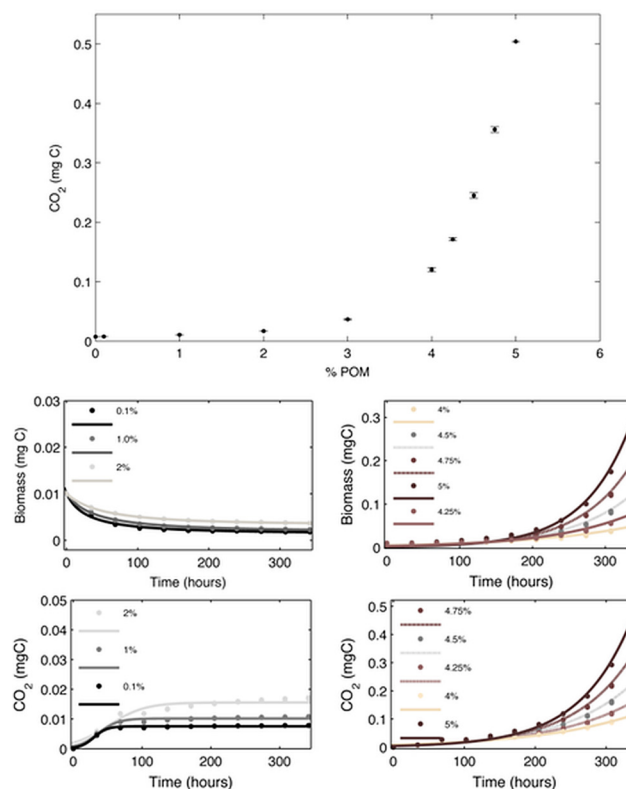 0.5
0.4
0.3
0.2
0.1
0
CO2 (mg C)
0 1 2 3 4 5 6
% POM
0.03
0.02
0.01
0
Biomass (mg C)
0.1%
1.0%
2%
0 100 200 300
Time (hours)
0.3
0.2
0.1
0
Biomass (mgC)
4%
4.5%
4.75%
5%
4.25%
0 100 200 300
Time (hours)
0.05
0.04
0.03
0.02
0.01
0
CO2 (mgC)
2%
1%
0.1%
0 100 200 300
Time (hours)
0.5
0.4
0.3
0.2
0.1
0
CO2 (mgC)
4.75%
4.5%
4.25%
4%
5%
0 100 200 300
Time (hours)